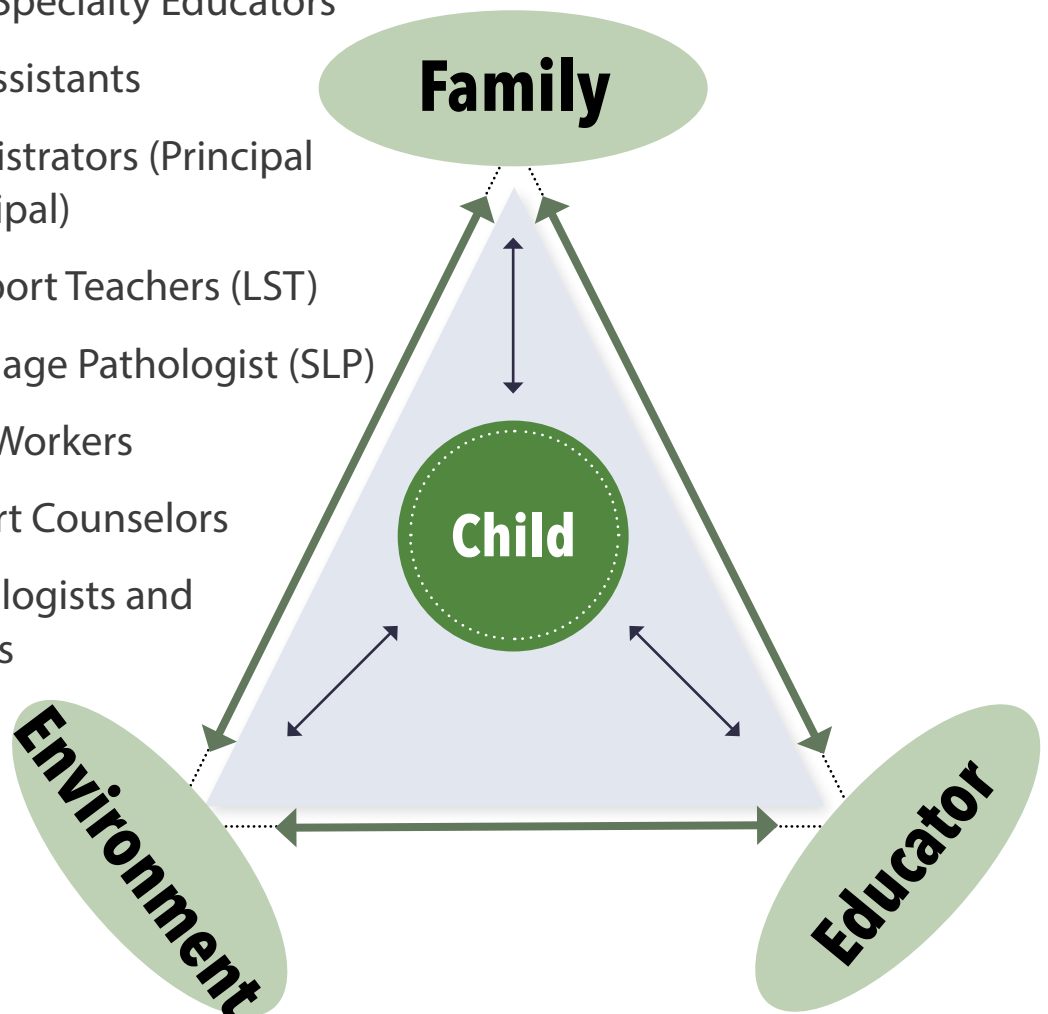 Specialty Educators
ssistants
istrators (Principal
ipal)
port Teachers (LST)
age Pathologist (SLP)
Workers
rt Counselors
logists and
s
Family
Child
Environment
Educator